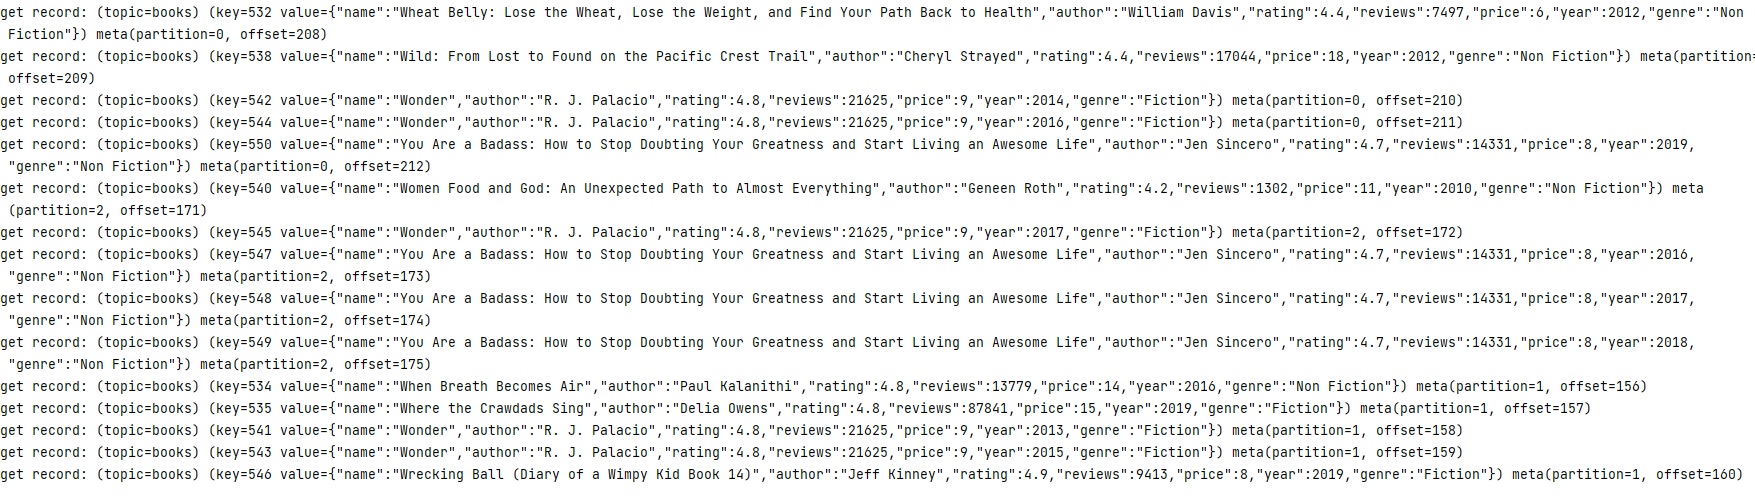 get record: (topic=books) (key=532 value={"name":"Wheat Belly: Lose the Wheat, Lose the Weight, and Find Your Path Back to Health","author":"William Davis","rating":4.4,"reviews":7497,"price":6,"year":2012,"genre":"Non
Fiction"}) meta(partition=0, offset=208)
get record: (topic=books) (key=538 value={"name":"Wild: From Lost to Found on the Pacific Crest Trail","author":"Cheryl Strayed","rating":4.4,"reviews":17044,"price":18,"year":2012,"genre":"Non Fiction"}) meta(partition=
offset=209)
get record: (topic=books) (key=542 value={"name":"Wonder","author":"R. J. Palacio","rating":4.8,"reviews":21625,"price":9,"year":2014,"genre":"Fiction"}) meta(partition=0, offset=210)
get record: (topic=books) (key=544 value={"name":"Wonder","author":"R. J. Palacio","rating":4.8,"reviews":21625,"price":9,"year":2016,"genre":"Fiction"}) meta(partition=0, offset=211)
get record: (topic=books) (key=550 value={"name":"You Are a Badass: How to Stop Doubting Your Greatness and Start Living an Awesome Life","author":"Jen Sincero","rating":4.7,"reviews":14331,"price":8,"year":2019,
"genre":"Non Fiction"}) meta(partition=0, offset=212)
get record: (topic=books) (key=540 value={"name":"Women Food and God: An Unexpected Path to Almost Everything","author":"Geneen Roth","rating":4.2,"reviews":1302,"price":11,"year":2010,"genre":"Non Fiction"}) meta
(partition=2, offset=171)
get record: (topic=books) (key=545 value={"name":"Wonder","author":"R. J. Palacio","rating":4.8,"reviews":21625,"price":9,"year":2017,"genre":"Fiction"}) meta(partition=2, offset=172)
get record: (topic=books) (key=547 value={"name":"You Are a Badass: How to Stop Doubting Your Greatness and Start Living an Awesome Life","author":"Jen Sincero","rating":4.7,"reviews":14331,"price":8,"year":2016,
"genre":"Non Fiction"}) meta(partition=2, offset=173)
get record: (topic=books) (key=548 value={"name":"You Are a Badass: How to Stop Doubting Your Greatness and Start Living an Awesome Life","author":"Jen Sincero","rating":4.7,"reviews":14331,"price":8,"year":2017,
"genre":"Non Fiction"}) meta(partition=2, offset=174)
get record: (topic=books) (key=549 value={"name":"You Are a Badass: How to Stop Doubting Your Greatness and Start Living an Awesome Life","author":"Jen Sincero","rating":4.7,"reviews":14331,"price":8,"year":2018,
"genre":"Non Fiction"}) meta(partition=2, offset=175)
get record: (topic=books) (key=534 value={"name":"When Breath Becomes Air","author":"Paul Kalanithi","rating":4.8,"reviews":13779,"price":14,"year":2016,"genre":"Non Fiction"}) meta(partition=1, offset=156)
get record: (topic=books) (key=535 value={"name":"Where the Crawdads Sing","author":"Delia Owens","rating":4.8,"reviews":87841,"price":15,"year":2019,"genre":"Fiction"}) meta(partition=1, offset=157)
get record: (topic=books) (key=541 value={"name":"Wonder","author":"R. J. Palacio","rating":4.8,"reviews":21625,"price":9,"year":2013,"genre":"Fiction"}) meta(partition=1, offset=158)
get record: (topic=books) (key=543 value={"name":"Wonder","author":"R. J. Palacio","rating":4.8,"reviews":21625,"price":9,"year":2015,"genre":"Fiction"}) meta(partition=1, offset=159)
get record: (topic=books) (key=546 value={"name":"Wrecking Ball (Diary of a Wimpy Kid Book 14)","author":"Jeff Kinney","rating":4.9,"reviews":9413,"price":8,"year":2019,"genre":"Fiction"}) meta(partition=1, offset=160)